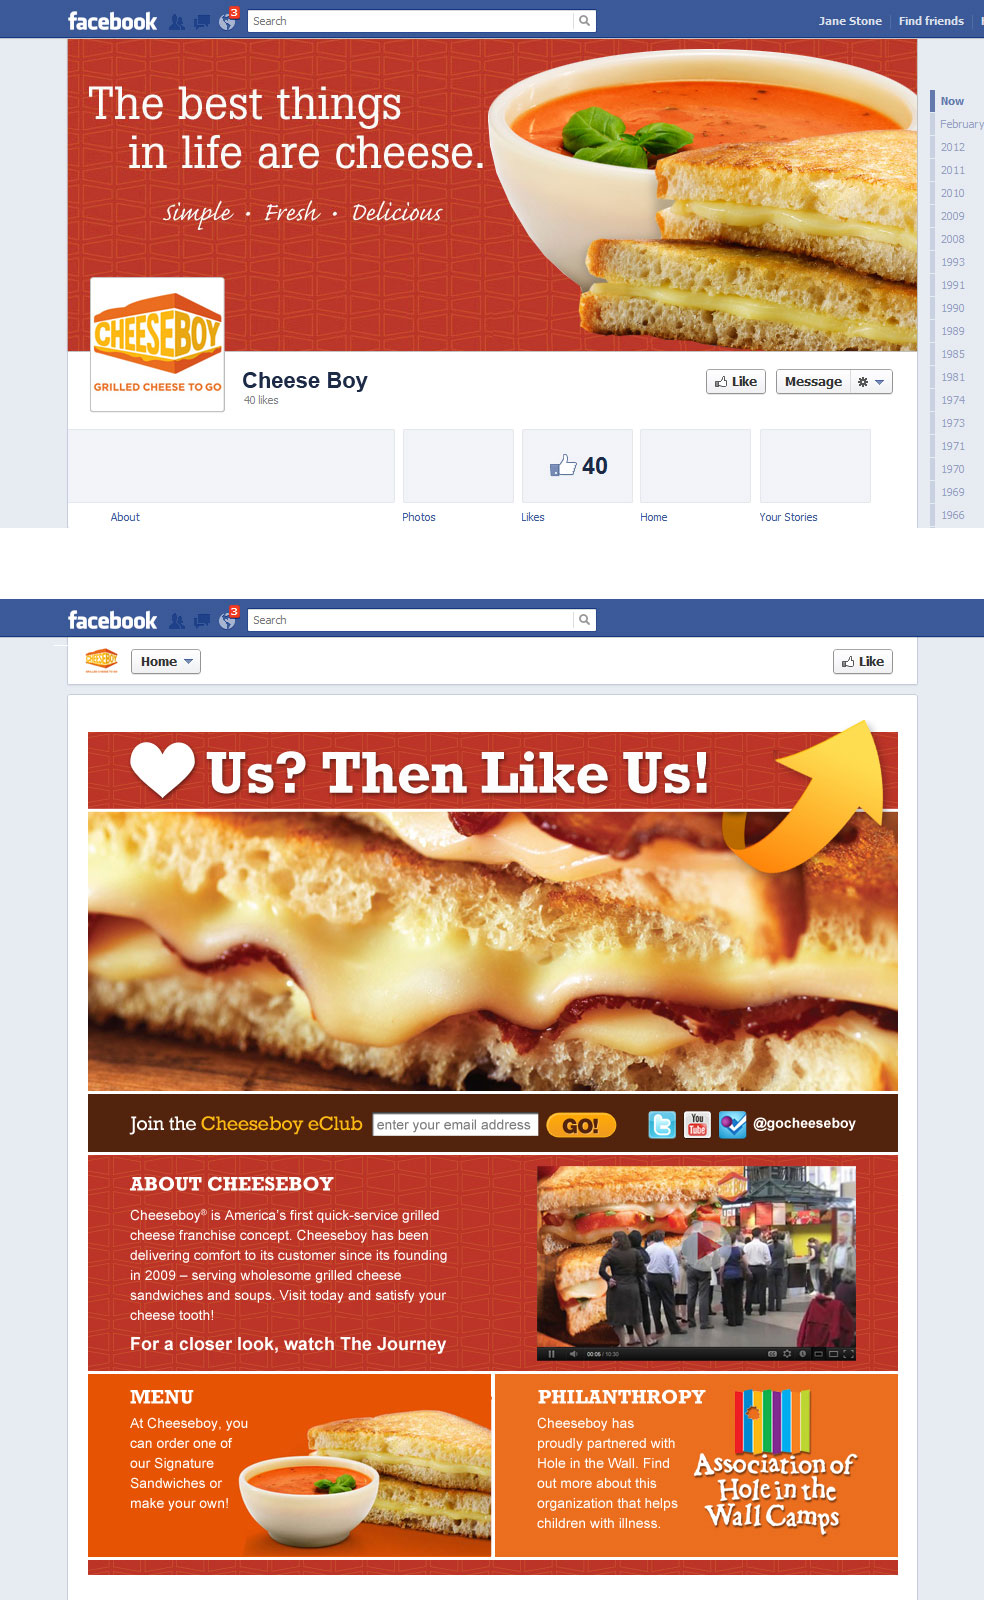 facebook
3
Search
Jane Stone
Find friends
The best things
in life are cheese.
Simple • Fresh • Delicious
CHEESEBOY
GRILLED CHEESE TO GO
Cheese Boy
40 likes
Like
Message
40
About
Photos
Likes
Home
Your Stories
Now
February
2012
2011
2010
2009
2008
1993
1991
1990
1989
1985
1981
1974
1973
1971
1970
1969
1966
facebook
3
Search
CHEESEBOY
Home
Like
Us? Then Like Us!
Join the Cheeseboy eClub
enter your email address
GO!
You
Tube
@gocheeseboy
ABOUT CHEESEBOY
Cheeseboy® is America's first quick-service grilled
cheese franchise concept. Cheeseboy has been
delivering comfort to its customer since its founding
in 2009 – serving wholesome grilled cheese
sandwiches and soups. Visit today and satisfy your
cheese tooth!
For a closer look, watch The Journey
00:06 / 10:30
MENU
At Cheeseboy, you
can order one of
our Signature
Sandwiches or
make your own!
PHILANTHROPY
Cheeseboy has
proudly partnered with
Hole in the Wall. Find
out more about this
organization that helps
children with illness.
Association of
Hole in the
Wall Camps